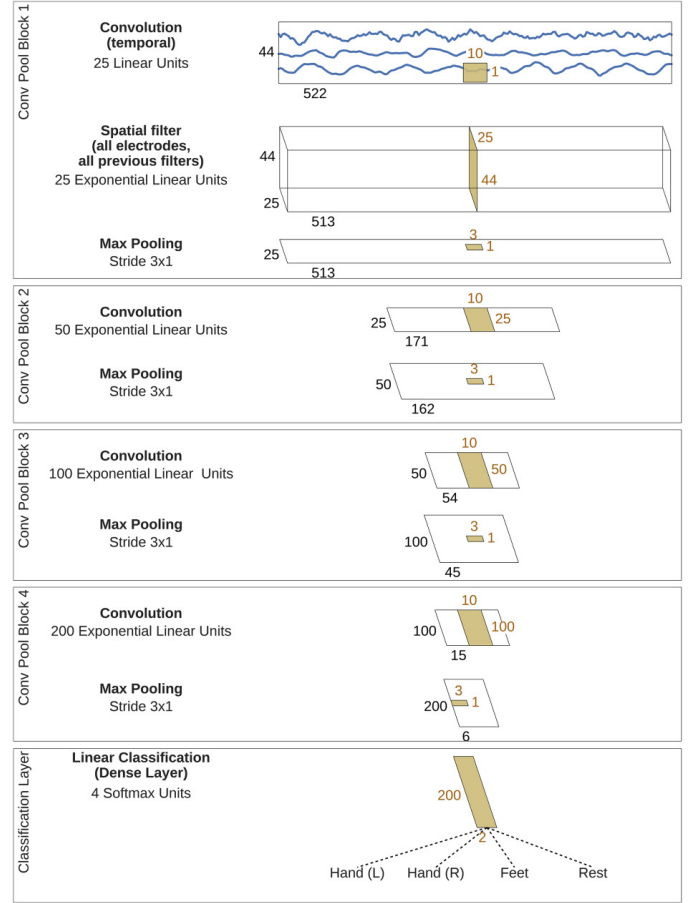 Conv Pool Block 1
Convolution
(temporal)
25 Linear Units
44
10
1
522
Spatial filter
(all electrodes,
all previous filters)
25 Exponential Linear Units
44
25
44
25
513
Max Pooling
Stride 3x1
25
3
1
513
Conv Pool Block 2
Convolution
50 Exponential Linear Units
10
25
25
171
Max Pooling
Stride 3x1
3
50
1
162
Conv Pool Block 3
Convolution
100 Exponential Linear Units
10
50
50
54
Max Pooling
Stride 3x1
3
100
1
45
Conv Pool Block 4
Convolution
200 Exponential Linear Units
10
100
100
15
Max Pooling
Stride 3x1
3
200
1
6
Classification Layer
Linear Classification
(Dense Layer)
4 Softmax Units
200
2
Hand (L) Hand (R) Feet Rest